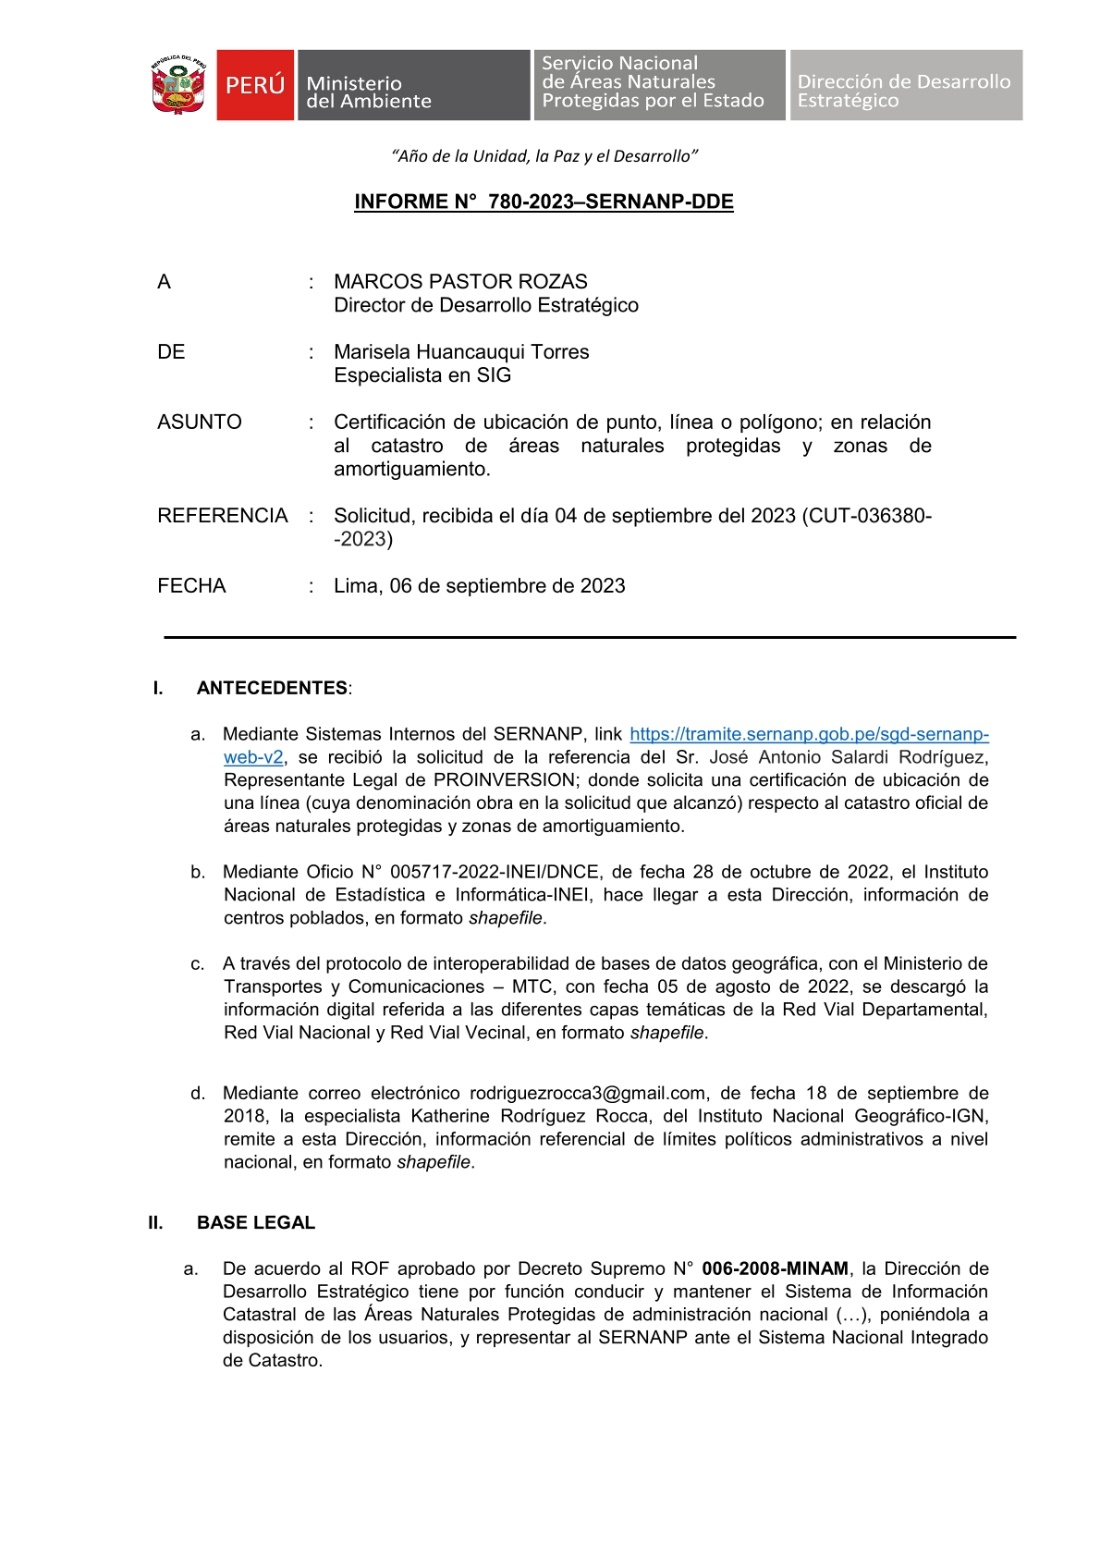 REPÚBLICA DEL PERÚ
PERÚ
Ministerio
del Ambiente
Servicio Nacional
de Áreas Naturales
Protegidas por el Estado
Dirección de Desarrollo
Estratégico
“Año de la Unidad, la Paz y el Desarrollo”
INFORME N° 780-2023–SERNANP-DDE
A : MARCOS PASTOR ROZAS
Director de Desarrollo Estratégico
DE : Marisela Huancauqui Torres
Especialista en SIG
ASUNTO : Certificación de ubicación de punto, línea o polígono; en relación
al catastro de áreas naturales protegidas y zonas de
amortiguamiento.
REFERENCIA : Solicitud, recibida el día 04 de septiembre del 2023 (CUT-036380-
-2023)
FECHA : Lima, 06 de septiembre de 2023
I. ANTECEDENTES:
a. Mediante Sistemas Internos del SERNANP, link https://tramite.sernanp.gob.pe/sgd-sernanp-
web-v2, se recibió la solicitud de la referencia del Sr. José Antonio Salardi Rodríguez,
Representante Legal de PROINVERSION; donde solicita una certificación de ubicación de
una línea (cuya denominación obra en la solicitud que alcanzó) respecto al catastro oficial de
áreas naturales protegidas y zonas de amortiguamiento.
b. Mediante Oficio N° 005717-2022-INEI/DNCE, de fecha 28 de octubre de 2022, el Instituto
Nacional de Estadística e Informática-INEI, hace llegar a esta Dirección, información de
centros poblados, en formato shapefile.
c. A través del protocolo de interoperabilidad de bases de datos geográfica, con el Ministerio de
Transportes y Comunicaciones – MTC, con fecha 05 de agosto de 2022, se descargó la
información digital referida a las diferentes capas temáticas de la Red Vial Departamental,
Red Vial Nacional y Red Vial Vecinal, en formato shapefile.
d. Mediante correo electrónico rodriguezrocca3@gmail.com, de fecha 18 de septiembre de
2018, la especialista Katherine Rodríguez Rocca, del Instituto Nacional Geográfico-IGN,
remite a esta Dirección, información referencial de límites políticos administrativos a nivel
nacional, en formato shapefile.
II. BASE LEGAL
a. De acuerdo al ROF aprobado por Decreto Supremo N° 006-2008-MINAM, la Dirección de
Desarrollo Estratégico tiene por función conducir y mantener el Sistema de Información
Catastral de las Áreas Naturales Protegidas de administración nacional (…), poniéndola a
disposición de los usuarios, y representar al SERNANP ante el Sistema Nacional Integrado
de Catastro.